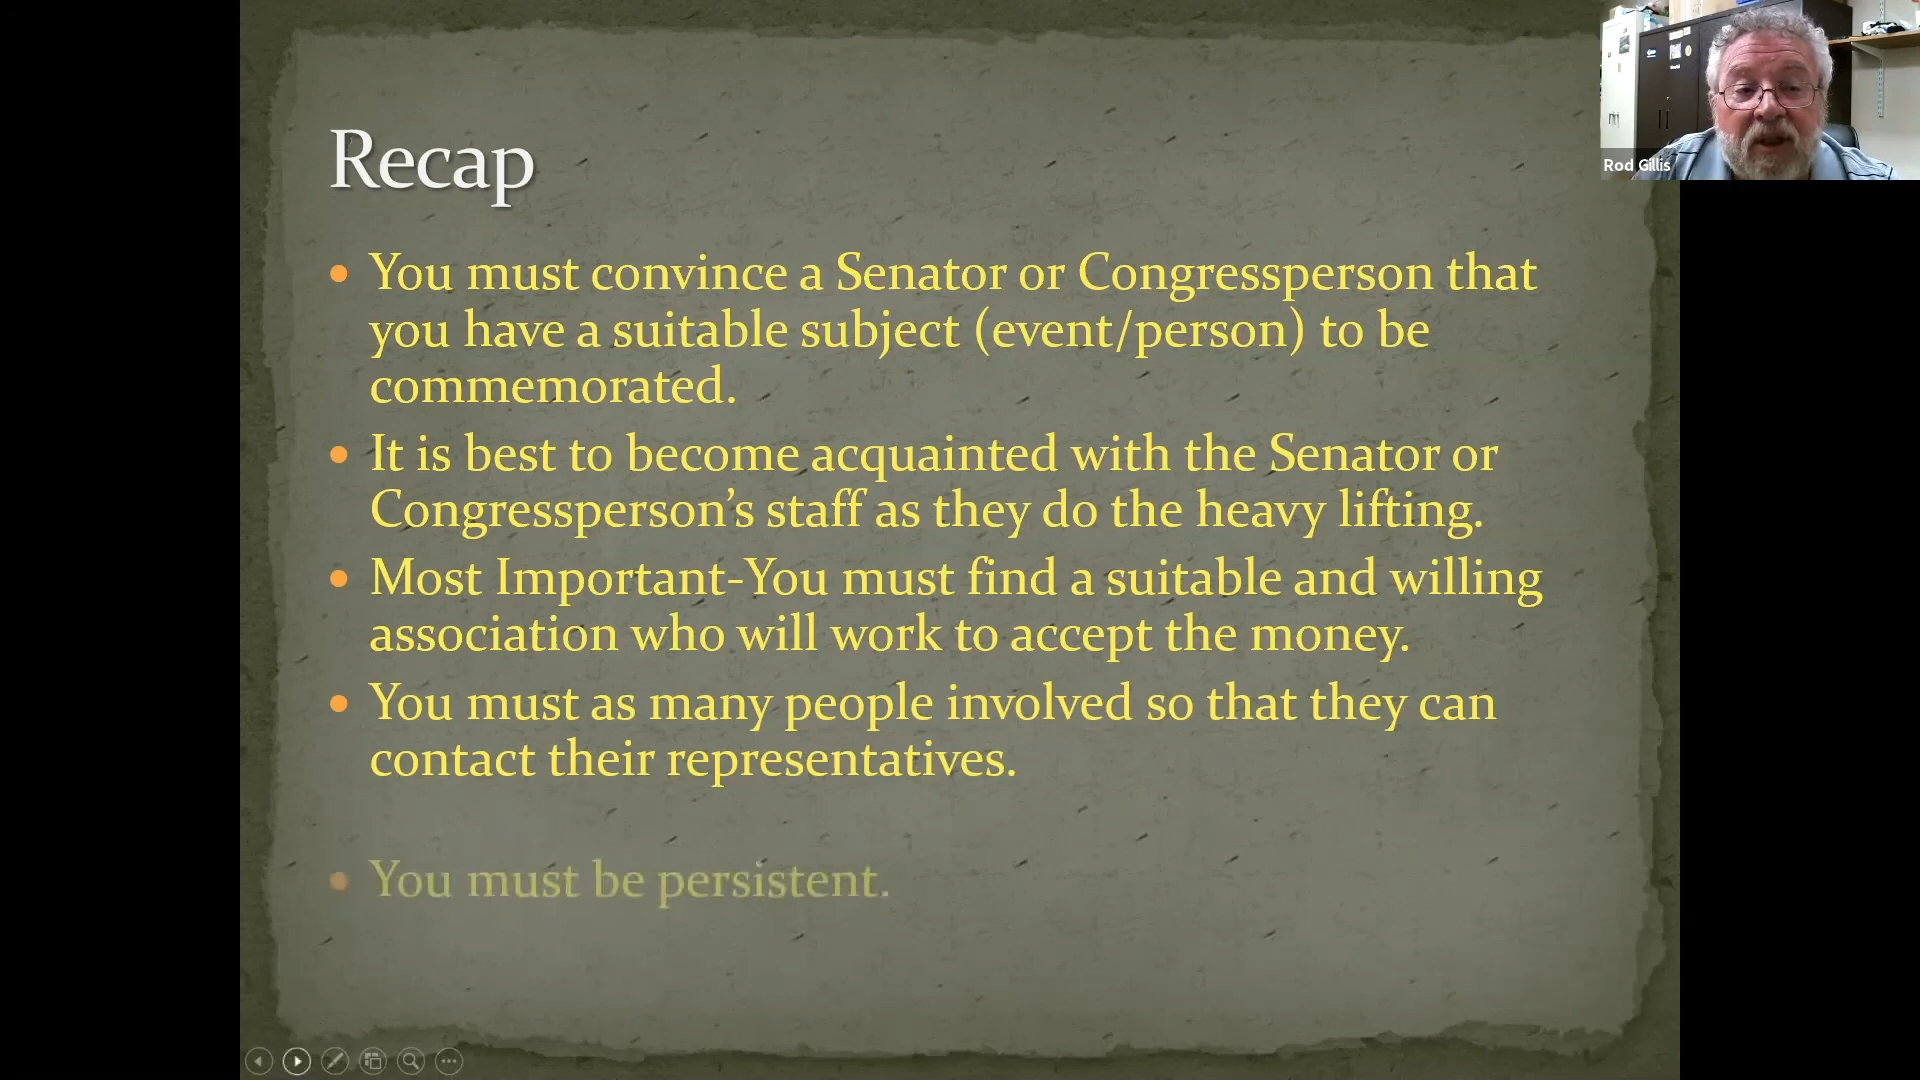 Recap
You must convince a Senator or Congressperson that
you have a suitable subject (event/person) to be
commemorated.
It is best to become acquainted with the Senator or
Congressperson’s staff as they do the heavy lifting.
Most Important-You must find a suitable and willing
association who will work to accept the money.
You must as many people involved so that they can
contact their representatives.
You must be persistent.
Rod Gillis